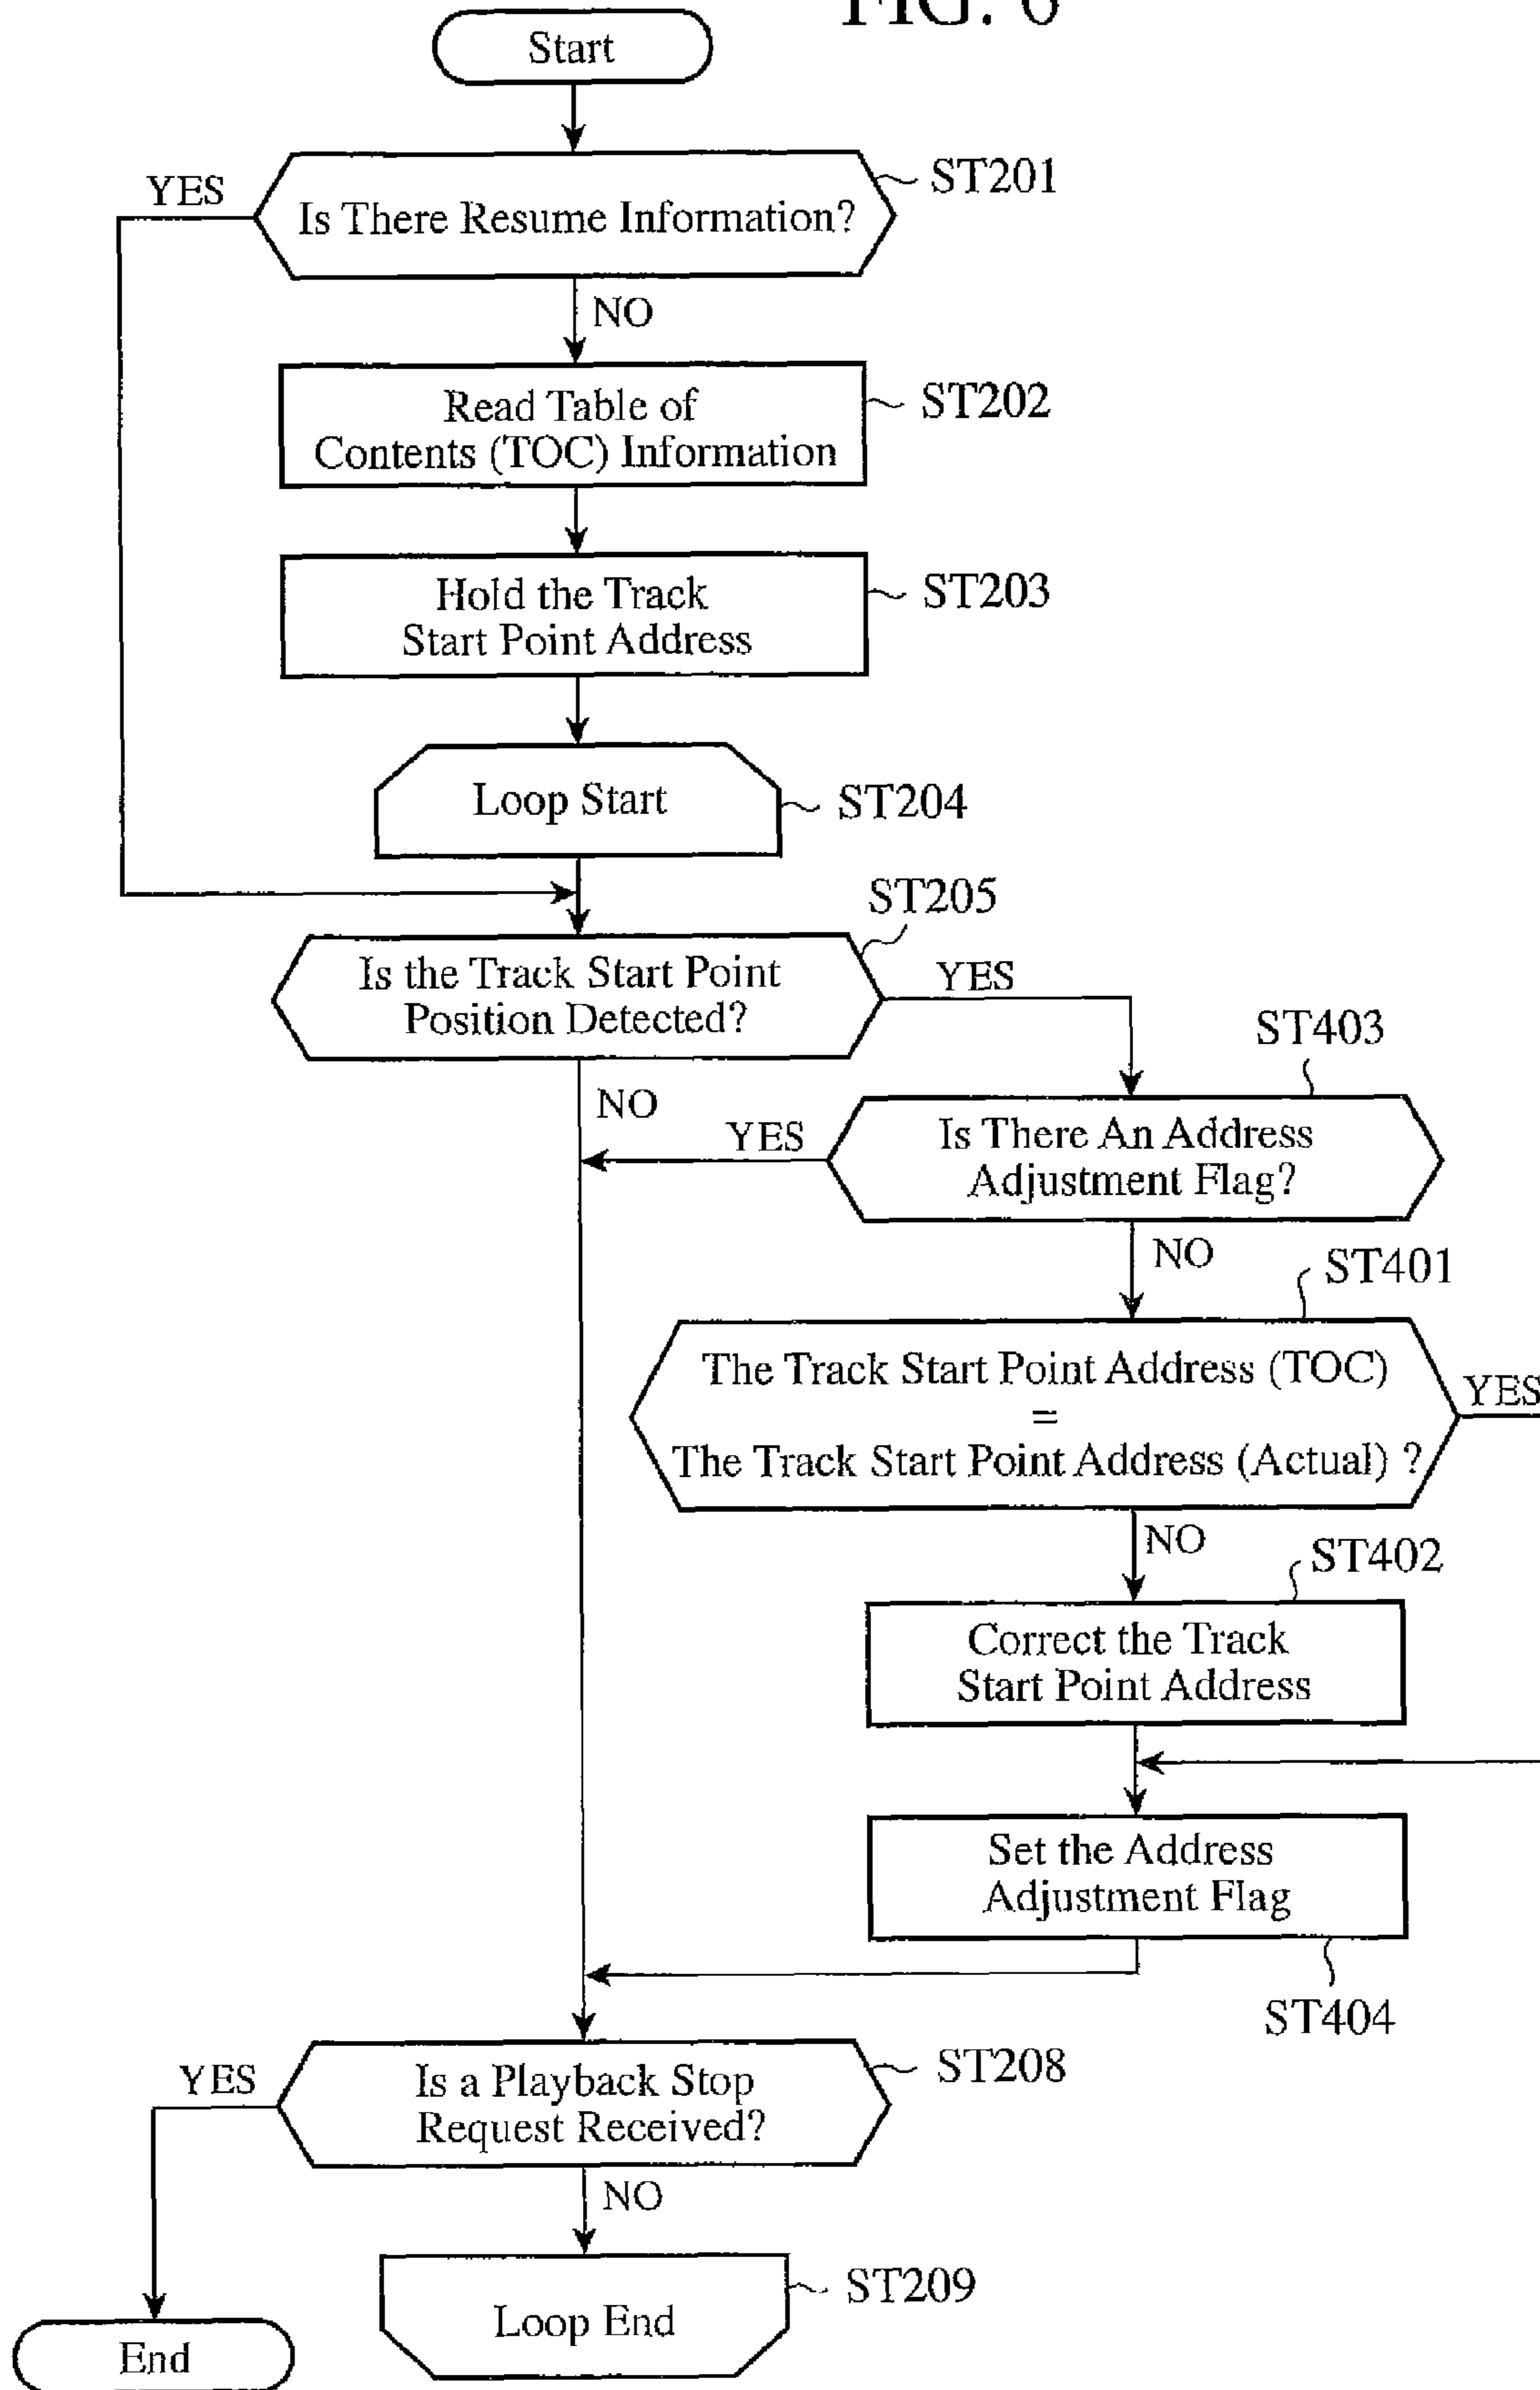 FIG. 6
Start
ST201
YES
Is There Resume Information?
NO
Read Table of
Contents (TOC) Information
ST202
Hold the Track
Start Point Address
ST203
Loop Start
ST204
ST205
Is the Track Start Point
Position Detected?
YES
ST403
NO
YES
Is There An Address
Adjustment Flag?
NO
ST401
The Track Start Point Address (TOC)
=
The Track Start Point Address (Actual) ?
YES
NO
ST402
Correct the Track
Start Point Address
Set the Address
Adjustment Flag
ST404
YES
Is a Playback Stop
Request Received?
ST208
NO
ST209
Loop End
End